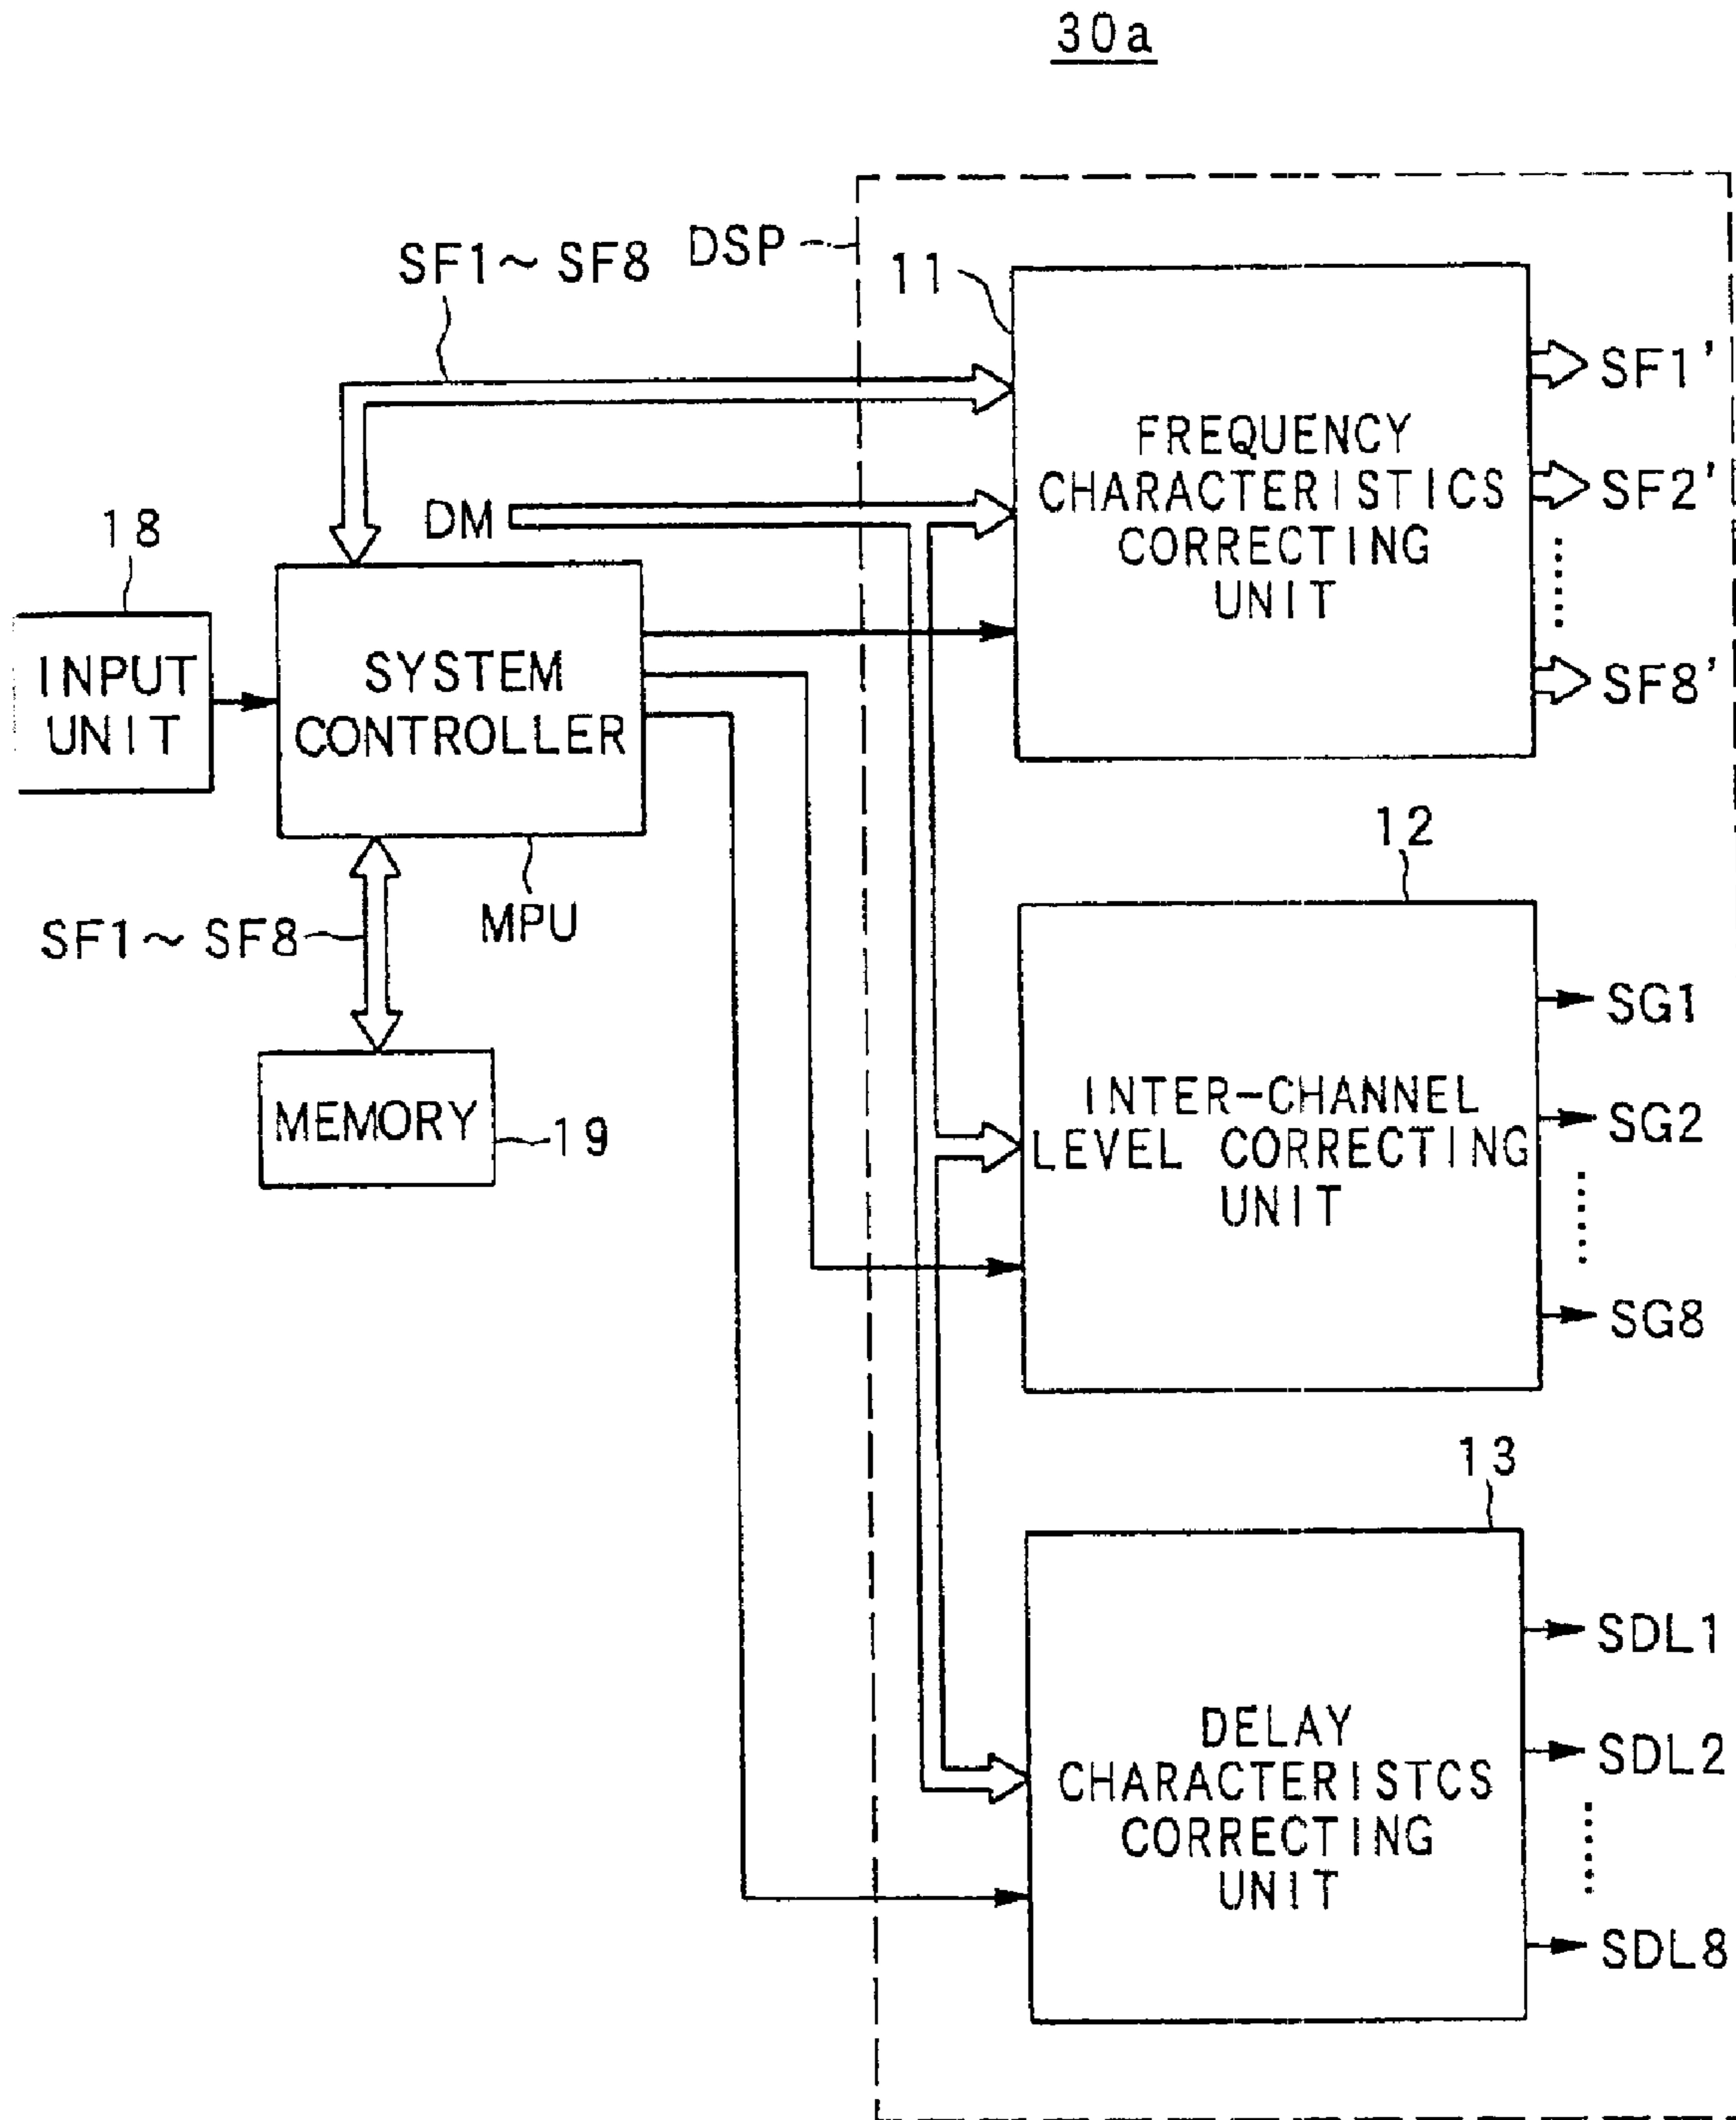 30a
DSP
SF1~SF8
11
FREQUENCY
CHARACTERISTICS
CORRECTING
UNIT
SF1'
SF2'
SF8'
DM
18
INPUT
UNIT
SYSTEM
CONTROLLER
MPU
SF1~SF8
MEMORY
19
12
INTER-CHANNEL
LEVEL CORRECTING
UNIT
SG1
SG2
SG8
13
DELAY
CHARACTERISTCS
CORRECTING
UNIT
SDL1
SDL2
SDL8